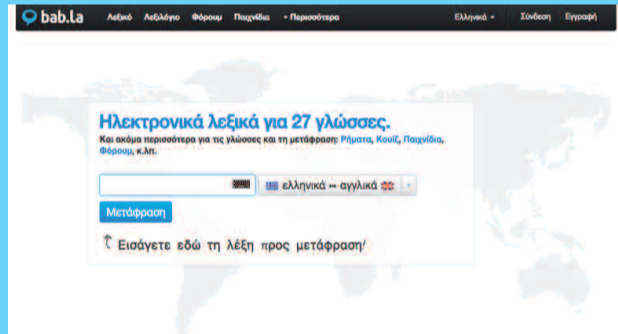 bab.la Λεξικό Λεξιλόγιο Φόρουμ Παιχνίδια Περισσότερα Ελληνικά Σύνδεση Εγγραφή
Ηλεκτρονικά λεξικά για 27 γλώσσες.
Και ακόμα περισσότερα για τις γλώσσες και τη μετάφραση: Ρήματα, Κουίζ, Παιχνίδια,
Φόρουμ, κ.λπ.
ελληνικά ↔ αγγλικά
Μετάφραση
Εισάγετε εδώ τη λέξη προς μετάφραση!